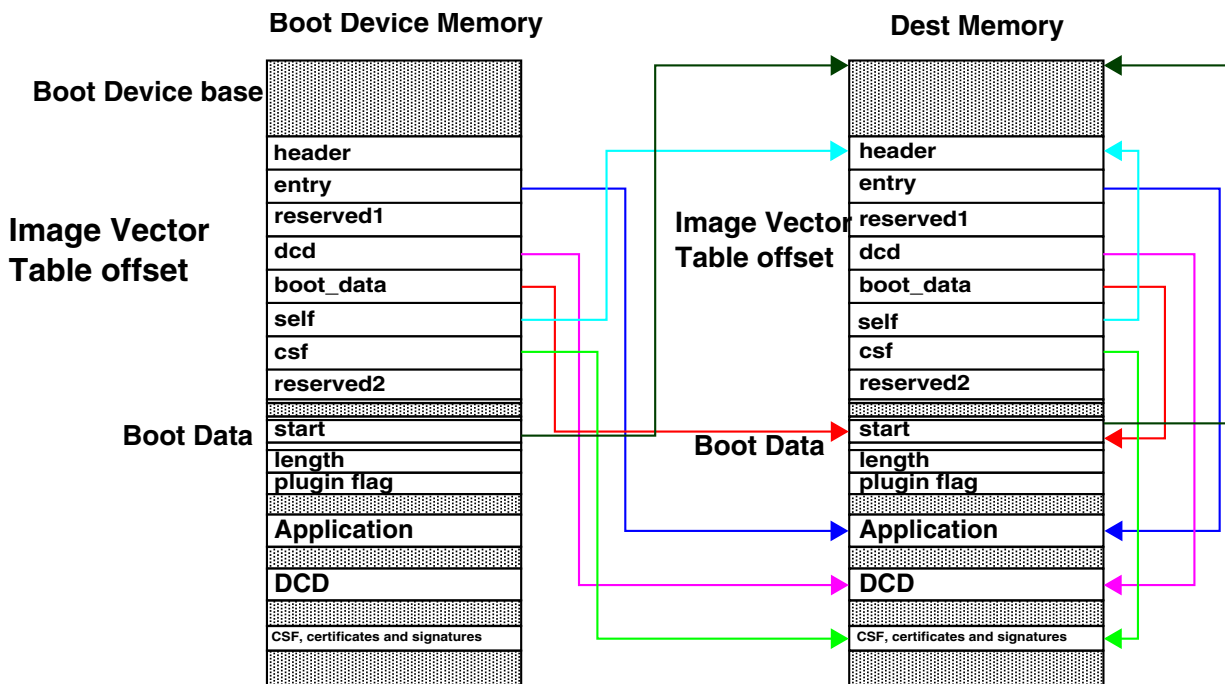 Boot Device Memory
Dest Memory
Boot Device base
Image Vector
Table offset
header
entry
reserved1
dcd
boot_data
self
csf
reserved2
Boot Data
start
length
plugin flag
Application
DCD
CSF, certificates and signatures
Image Vector
Table offset
header
entry
reserved1
dcd
boot_data
self
csf
reserved2
Boot Data
start
length
plugin flag
Application
DCD
CSF, certificates and signatures